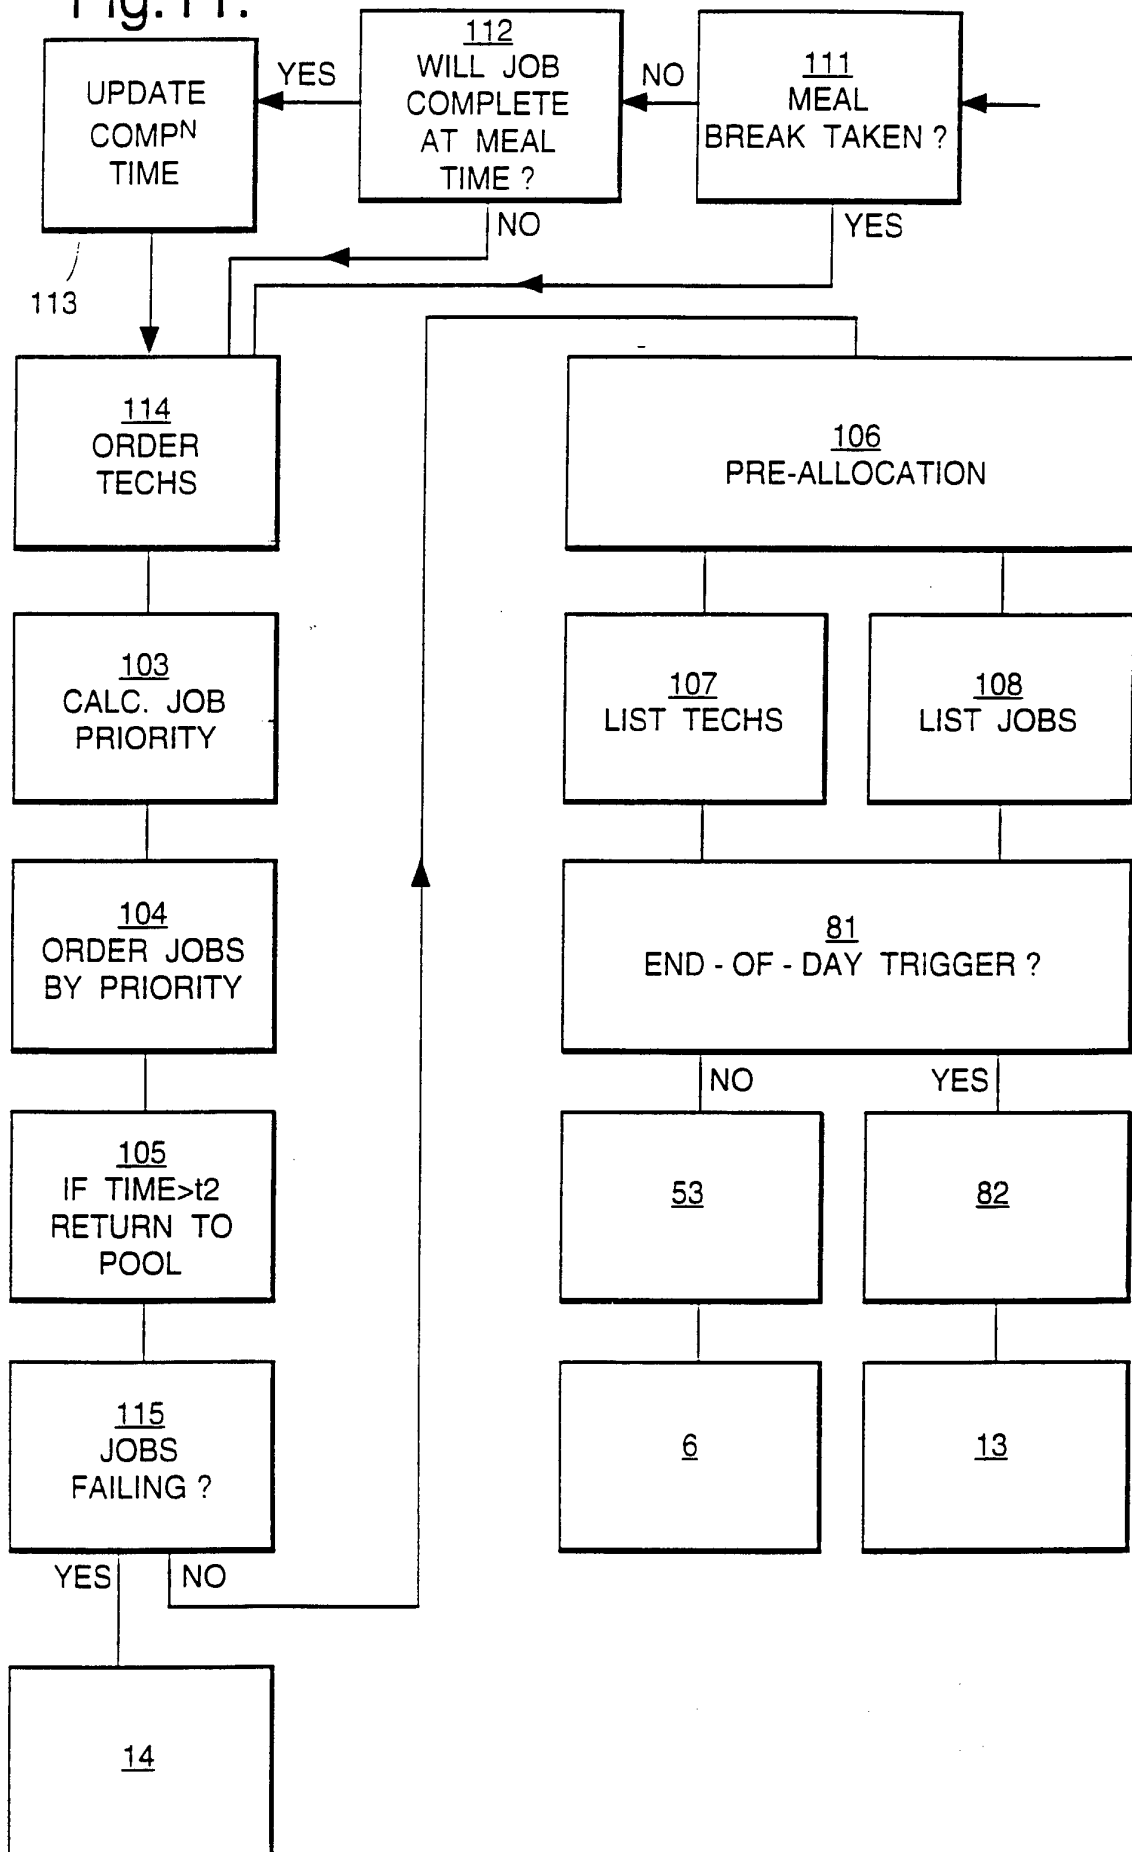 Fig.11.
UPDATE
COMPN
TIME
113
YES
112
WILL JOB
COMPLETE
AT MEAL
TIME ?
NO
NO
111
MEAL
BREAK TAKEN ?
YES
114
ORDER
TECHS
103
CALC. JOB
PRIORITY
104
ORDER JOBS
BY PRIORITY
105
IF TIME>t2
RETURN TO
POOL
115
JOBS
FAILING ?
YES
NO
14
106
PRE-ALLOCATION
107
LIST TECHS
108
LIST JOBS
81
END - OF - DAY TRIGGER ?
NO
YES
53
82
6
13